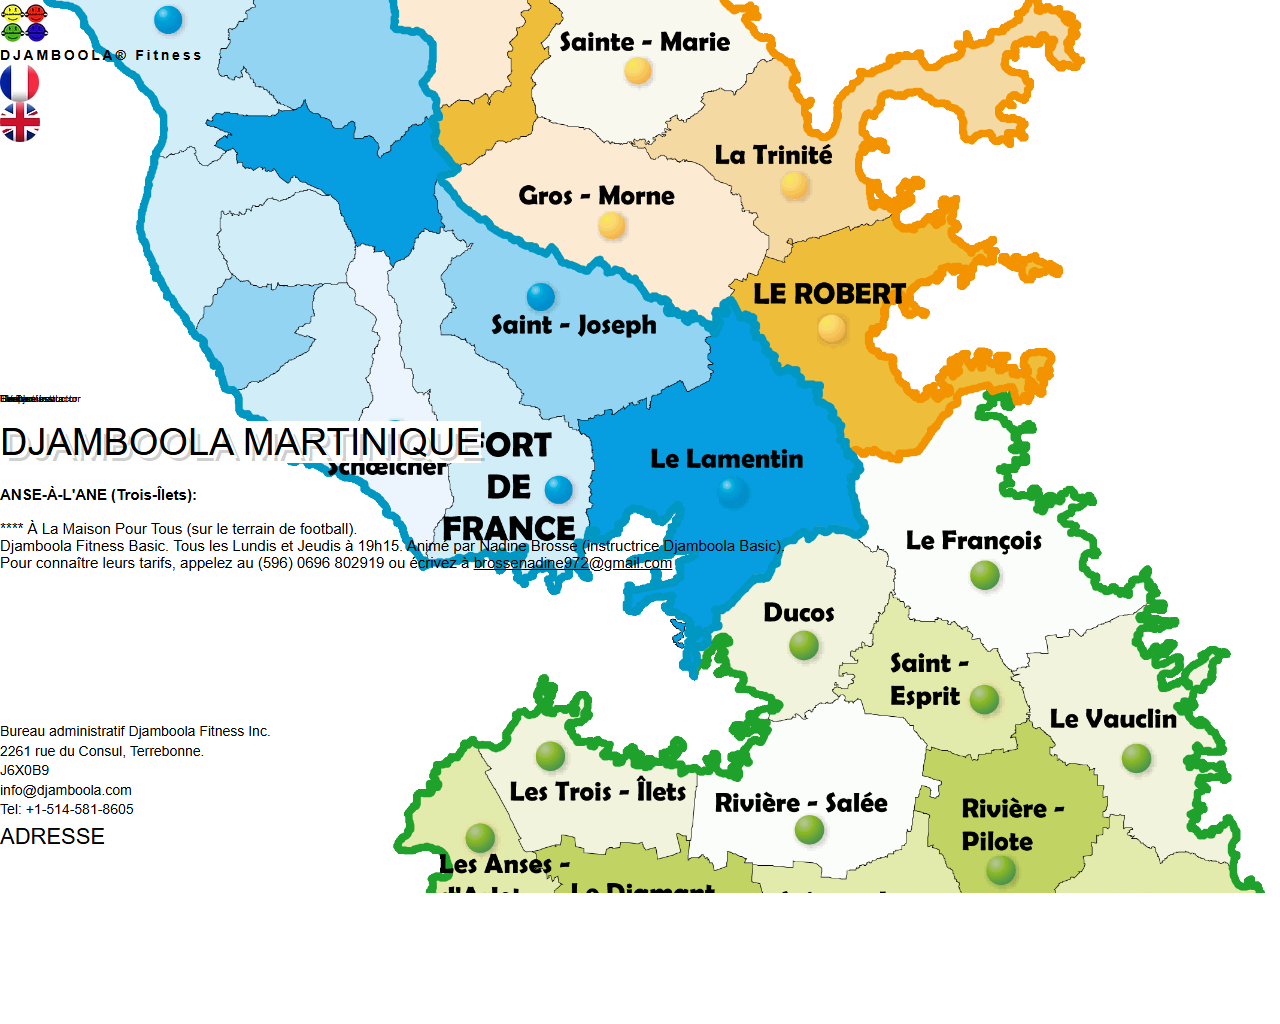 DJAMBOOLA® Fitness
Sainte - Marie
La Trinité
Gros - Morne
LE ROBERT
Saint - Joseph
DJAMBOOLA MARTINIQUE
FORT
DE
FRANCE
Schœlcher
Le Lamentin
ANSE-À-L'ANE (Trois-Îlets):
**** À La Maison Pour Tous (sur le terrain de football).
Djamboola Fitness Basic. Tous les Lundis et Jeudis à 19h15. Animé par Nadine Brosse (instructrice Djamboola Basic).
Pour connaître leurs tarifs, appelez au (596) 0696 802919 ou écrivez à brossenadine972@gmail.com
Le François
Ducos
Saint -
Esprit
Le Vauclin
Les Trois - Îlets
Rivière - Salée
Rivière -
Pilote
Les Anses -
Le Diamant
Bureau administratif Djamboola Fitness Inc.
2261 rue du Consul, Terrebonne.
J6X0B9
info@djamboola.com
Tel: +1-514-581-8605
ADRESSE